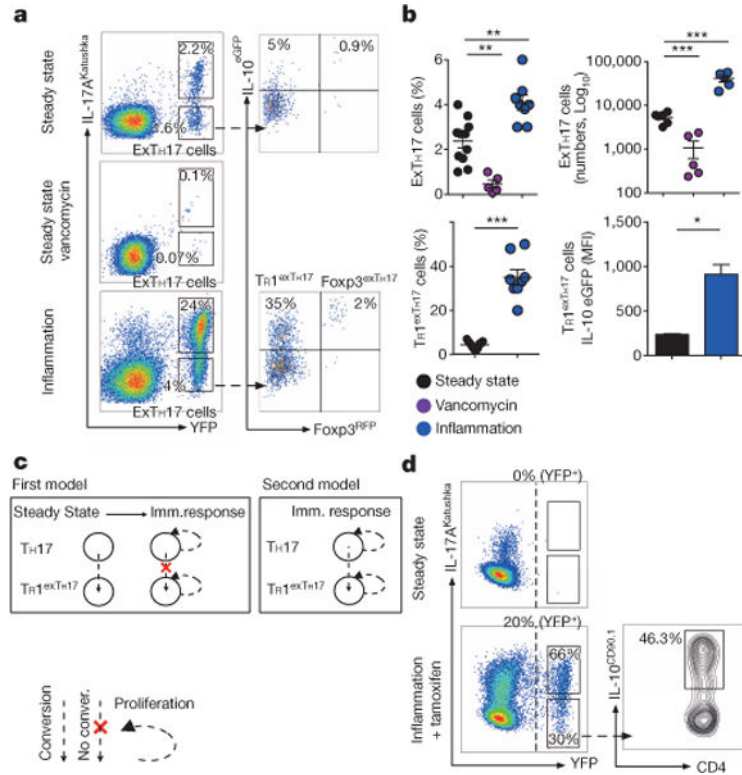 a
Steady state
IL-17A^Katushka
2.2%
1.6%
ExTH17 cells
IL-10^eGFP
5%
0.9%
Steady state
vancomycin
0.1%
0.07%
ExTH17 cells
Inflammation
24%
4%
ExTH17 cells
YFP
TR1^exTH17
Foxp3^exTH17
35%
2%
Foxp3^RFP
b
ExTH17 cells (%)
6
4
2
0
**
**
ExTH17 cells
(numbers, Log10)
100,000
10,000
1,000
100
***
***
TR1^exTH17 cells (%)
40
20
0
***
TR1^exTH17 cells
IL-10 eGFP (MFI)
1,500
1,000
500
0
*
Steady state
Vancomycin
Inflammation
c
First model
Steady State
Imm.response
TH17
TR1^exTH17
Second model
Imm. response
TH17
TR1^exTH17
Conversion
No conver.
Proliferation
d
Steady state
IL-17A^Katushka
0% (YFP+)
Inflammation
+ tamoxifen
20% (YFP+)
66%
30%
YFP
IL-10^CD90.1
46.3%
CD4